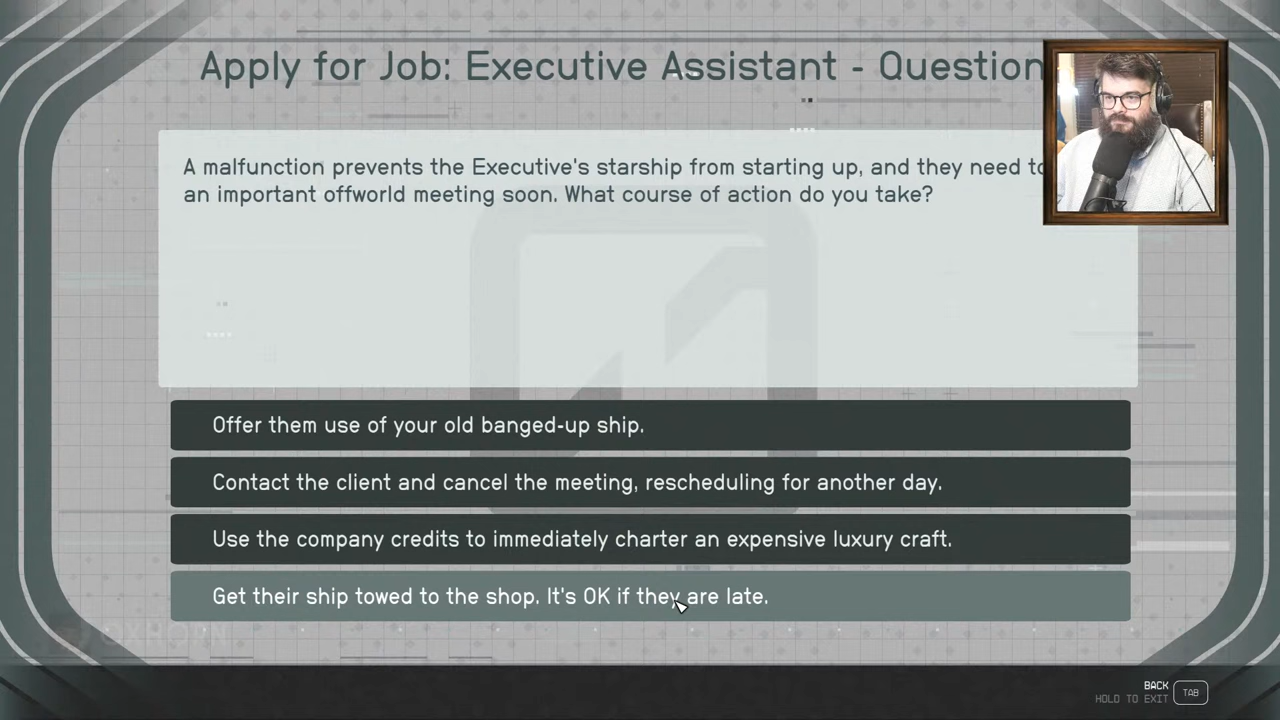 Apply for Job: Executive Assistant - Question
A malfunction prevents the Executive's starship from starting up, and they need to
an important offworld meeting soon. What course of action do you take?
Offer them use of your old banged-up ship.
Contact the client and cancel the meeting, rescheduling for another day.
Use the company credits to immediately charter an expensive luxury craft.
Get their ship towed to the shop. It's OK if they are late.
OXHORN
BACK
HOLD TO EXIT
TAB